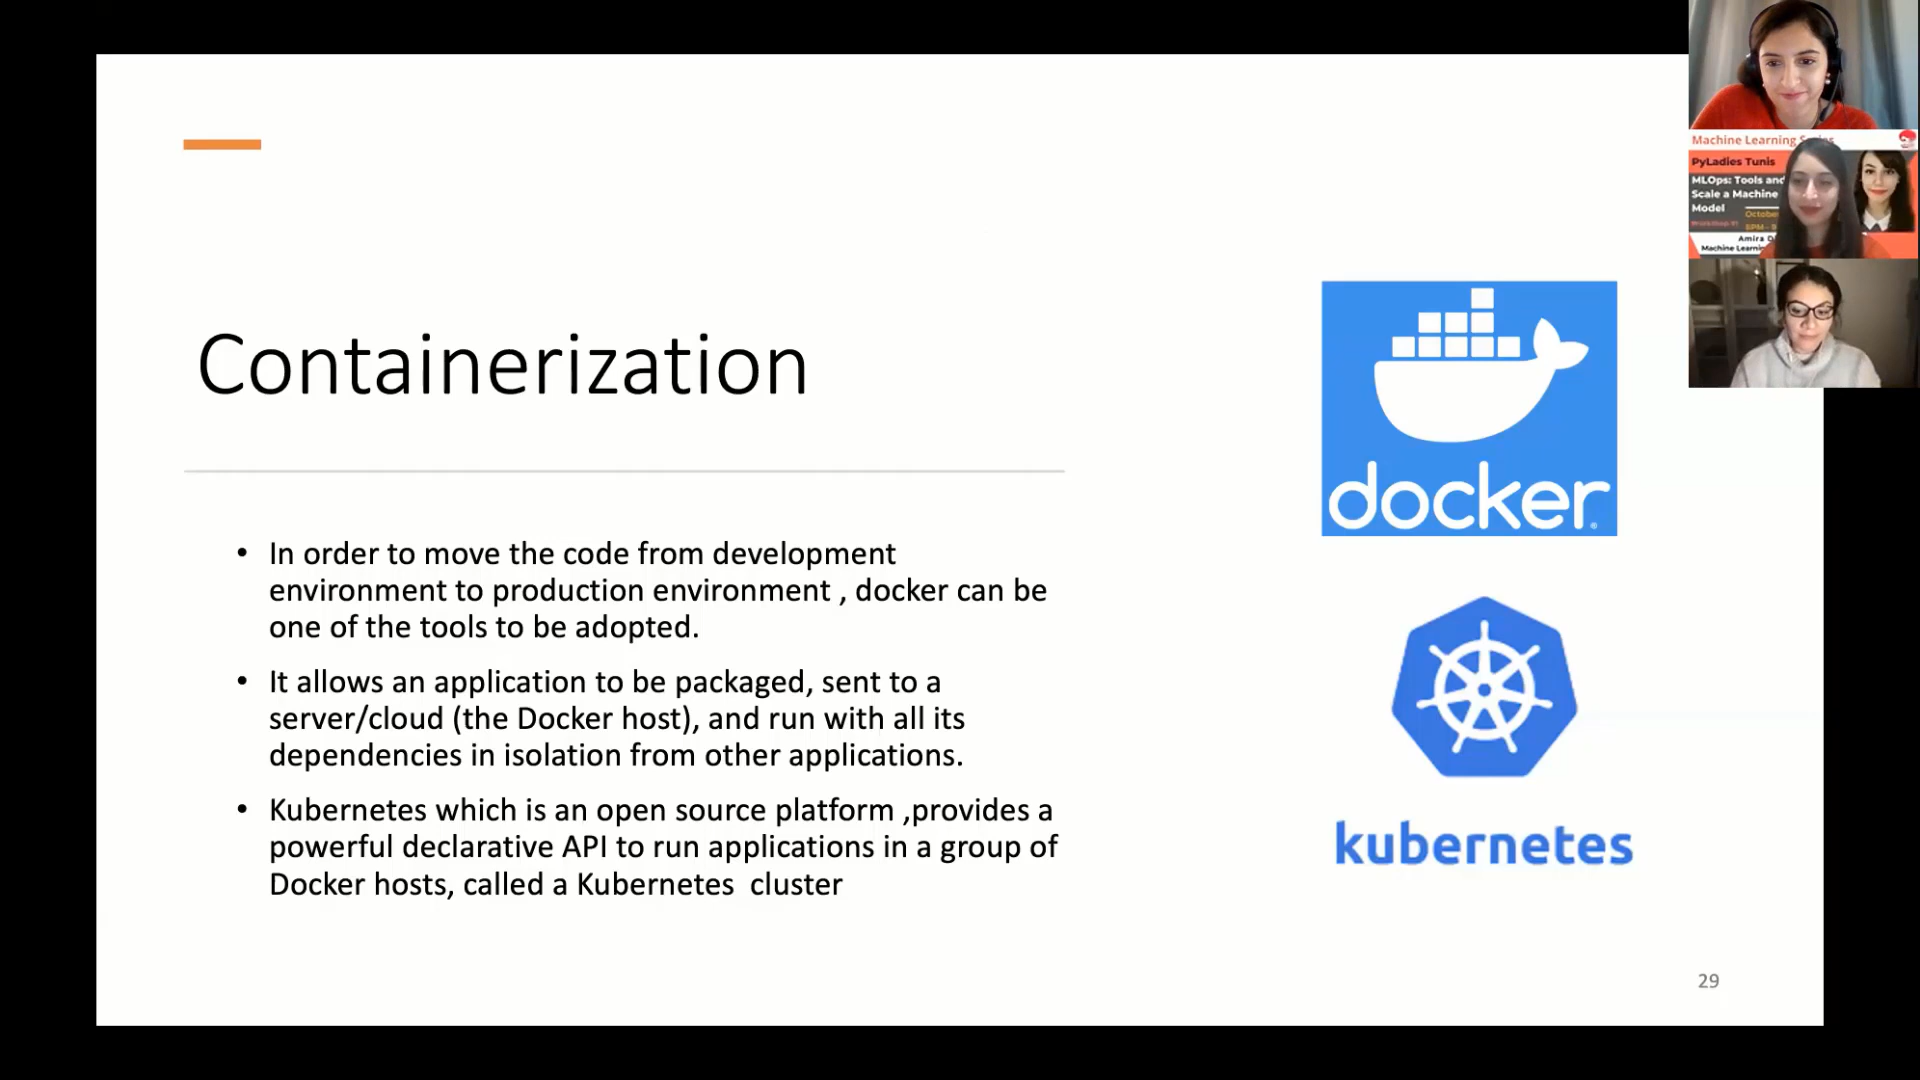 Containerization
• In order to move the code from development
environment to production environment , docker can be
one of the tools to be adopted.
• It allows an application to be packaged, sent to a
server/cloud (the Docker host), and run with all its
dependencies in isolation from other applications.
• Kubernetes which is an open source platform ,provides a
powerful declarative API to run applications in a group of
Docker hosts, called a Kubernetes  cluster
docker
kubernetes
29
Machine Learning
PyLadies Tunis
MLOps: Tools and
Scale a Machine
Model
Amira